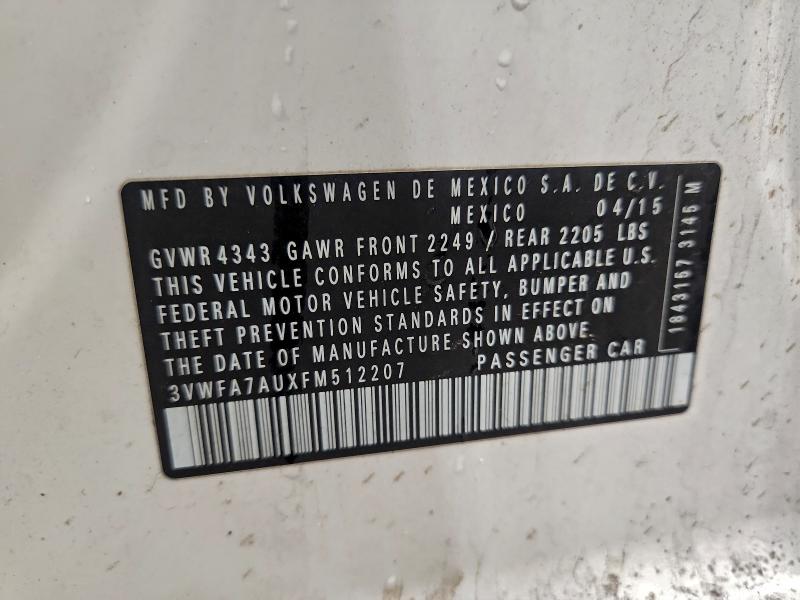 MFD BY VOLKSWAGEN DE MEXICO S.A. DE C.V.
MEXICO 04/15
GVWR 4343 GAWR FRONT 2249 / REAR 2205 LBS
THIS VEHICLE CONFORMS TO ALL APPLICABLE U.S.
FEDERAL MOTOR VEHICLE SAFETY, BUMPER AND
THEFT PREVENTION STANDARDS IN EFFECT ON
THE DATE OF MANUFACTURE SHOWN ABOVE.
3VWFA7AUXFM512207 PASSENGER CAR
1843157 3145 M